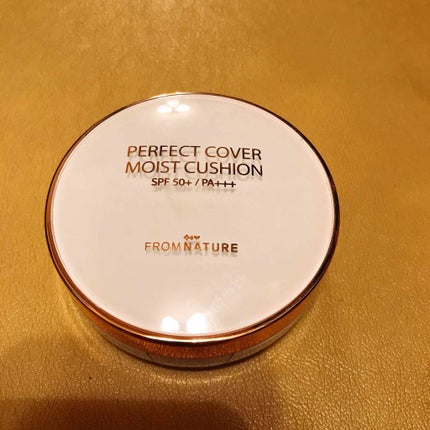 PERFECT COVER
MOIST CUSHION
SPF 50+ / PA+++
FROMNATURE